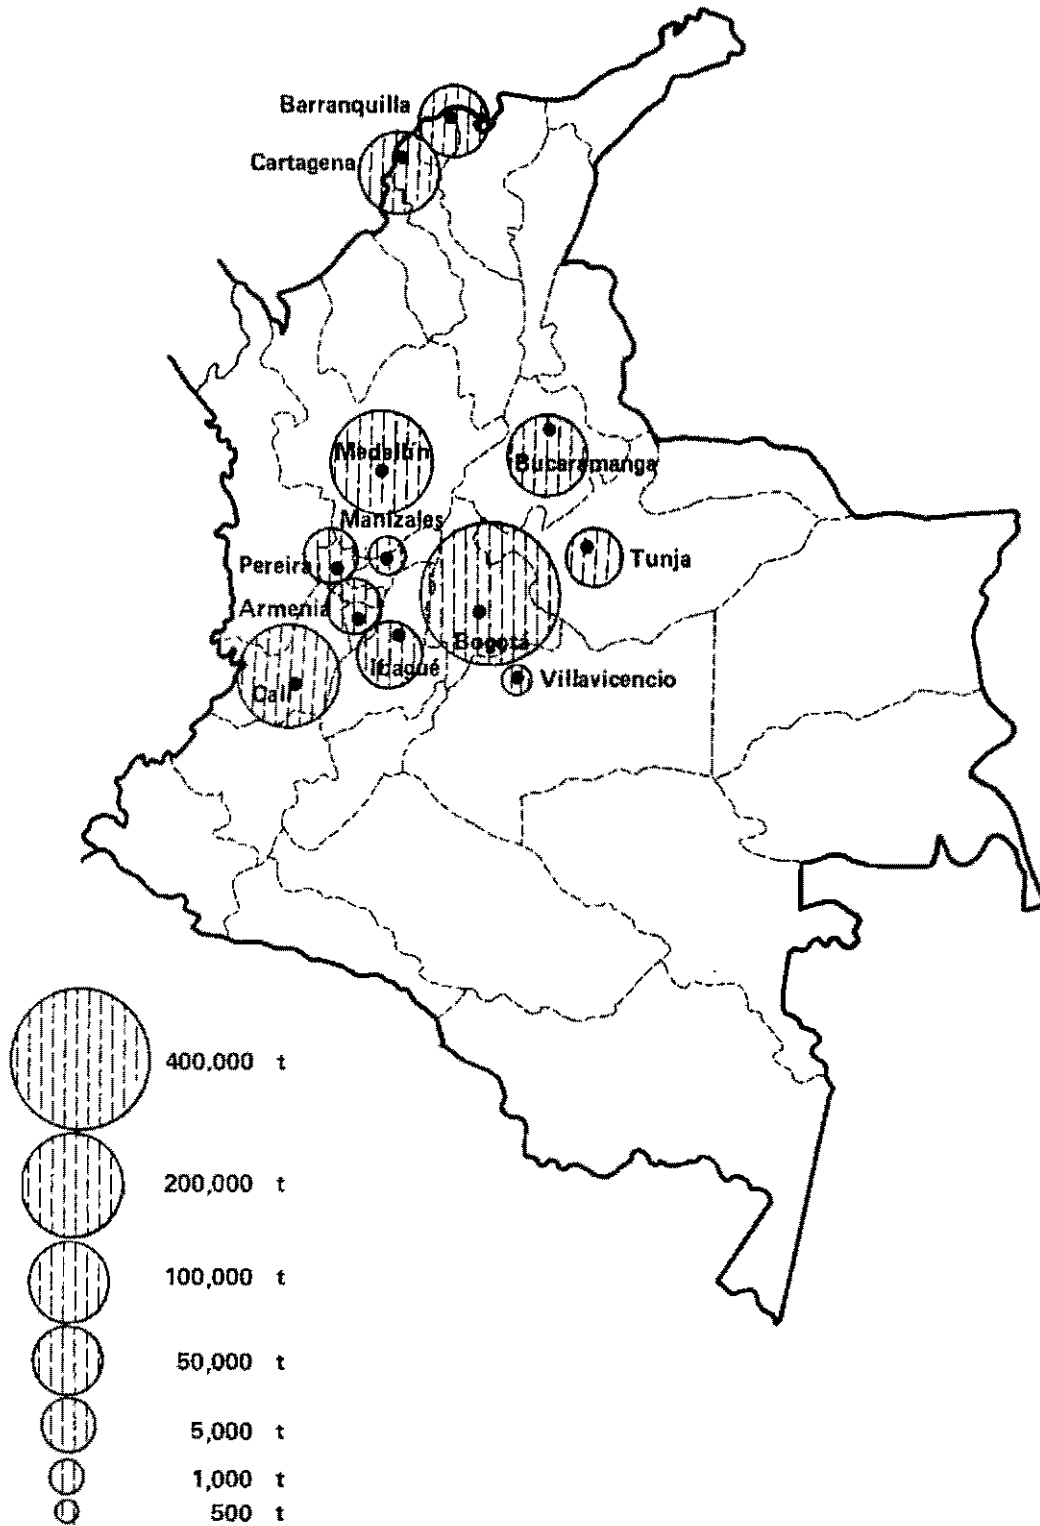 Barranquilla
Cartagena
Medellín
Bucaramanga
Manizales
Pereira
Tunja
Armenia
Bogotá
Ibagué
Cali
Villavicencio
400,000 t
200,000 t
100,000 t
50,000 t
5,000 t
1,000 t
500 t